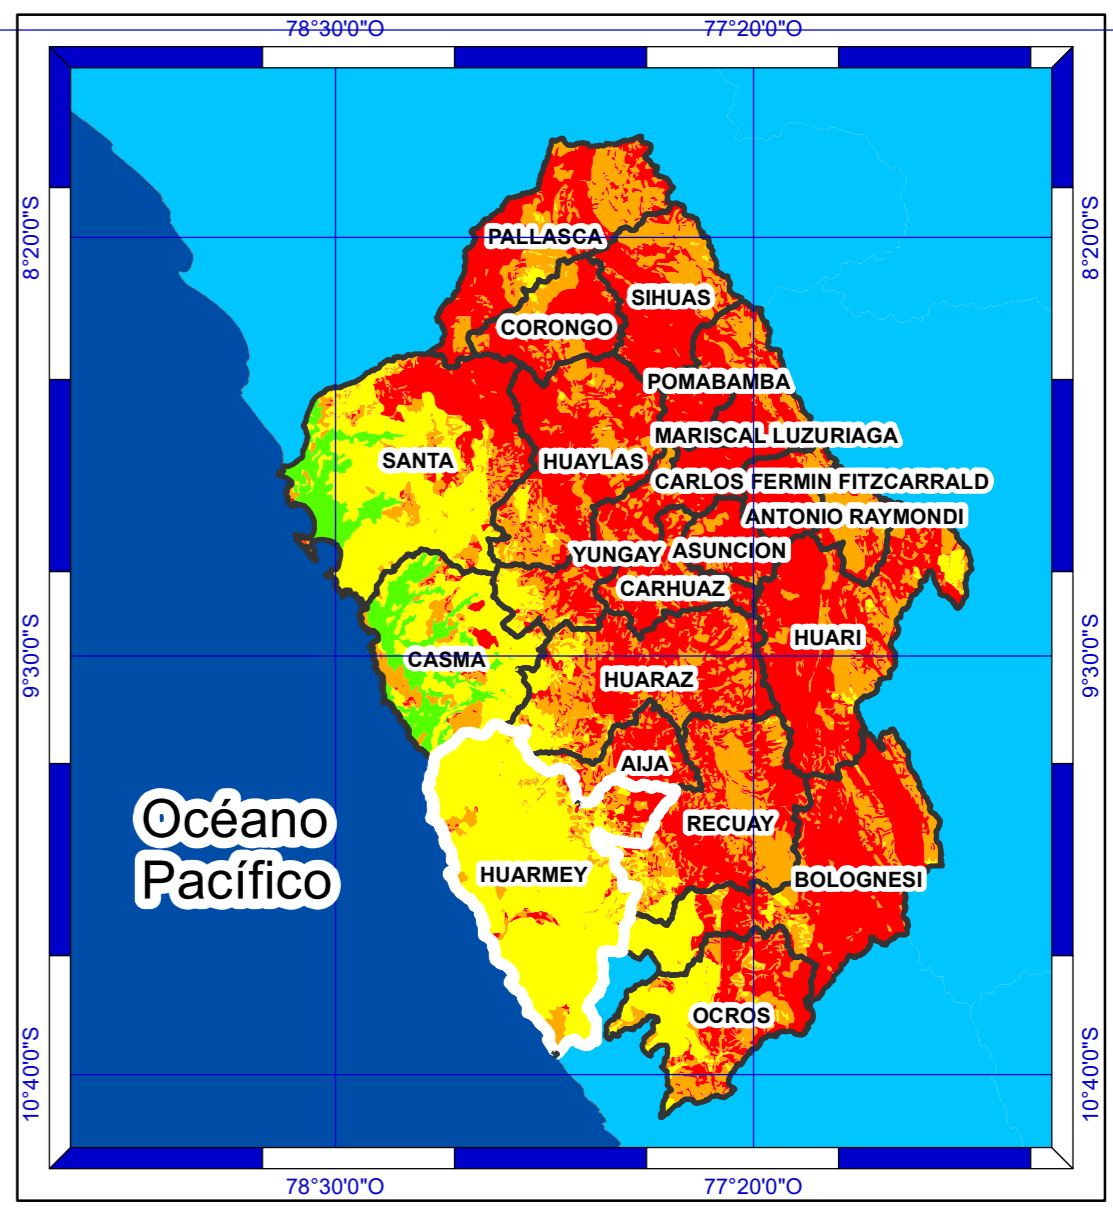 78°30'0"O
77°20'0"O
8°20'0"S
8°20'0"S
PALLASCA
SIHUAS
CORONGO
POMABAMBA
MARISCAL LUZURIAGA
SANTA
HUAYLAS
CARLOS FERMIN FITZCARRALD
ANTONIO RAYMONDI
YUNGAY
ASUNCION
CARHUAZ
HUARI
9°30'0"S
9°30'0"S
CASMA
HUARAZ
AIJA
Océano
Pacífico
RECUAY
HUARMEY
BOLOGNESI
OCROS
10°40'0"S
10°40'0"S
78°30'0"O
77°20'0"O